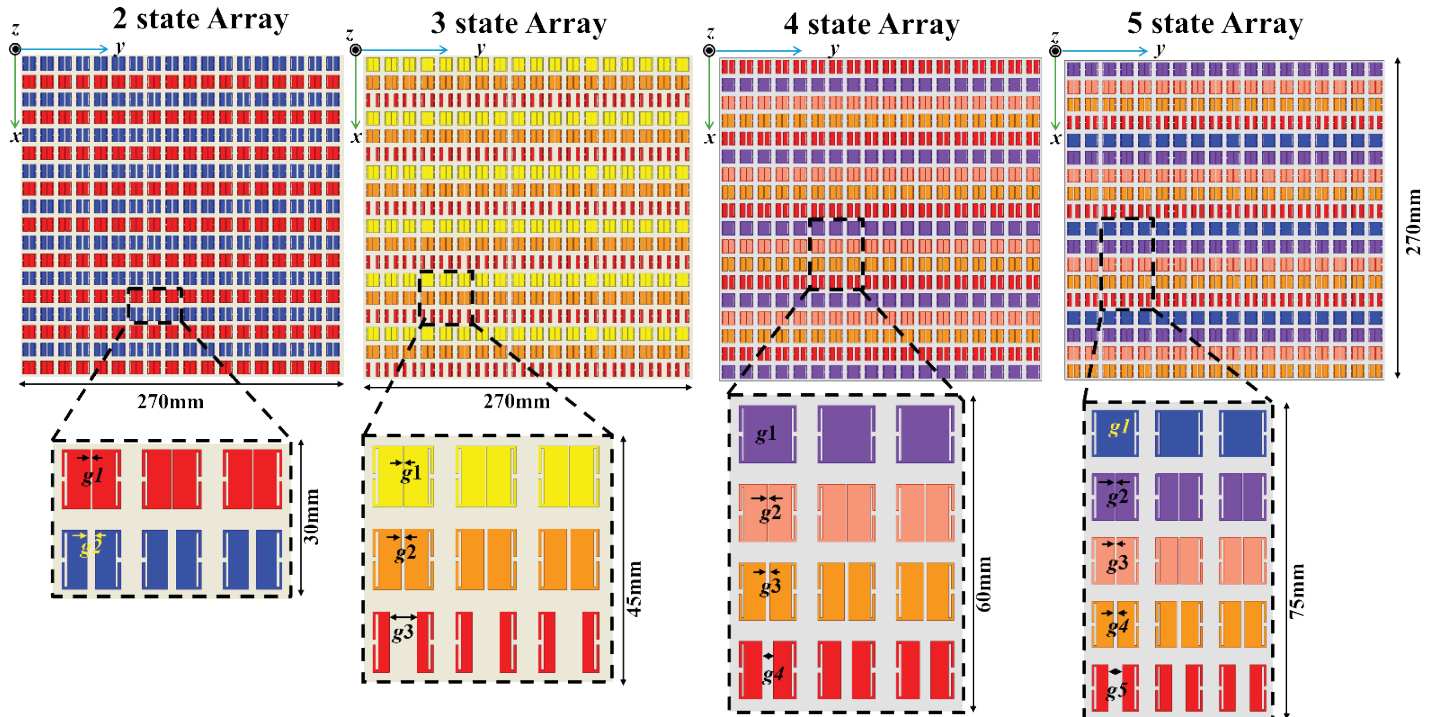 2 state Array
3 state Array
4 state Array
5 state Array
z
y
x
z
y
x
z
y
x
z
y
x
270mm
270mm
270mm
g1
g2
30mm
g1
g2
g3
45mm
g1
g2
g3
g4
60mm
g1
g2
g3
g4
g5
75mm